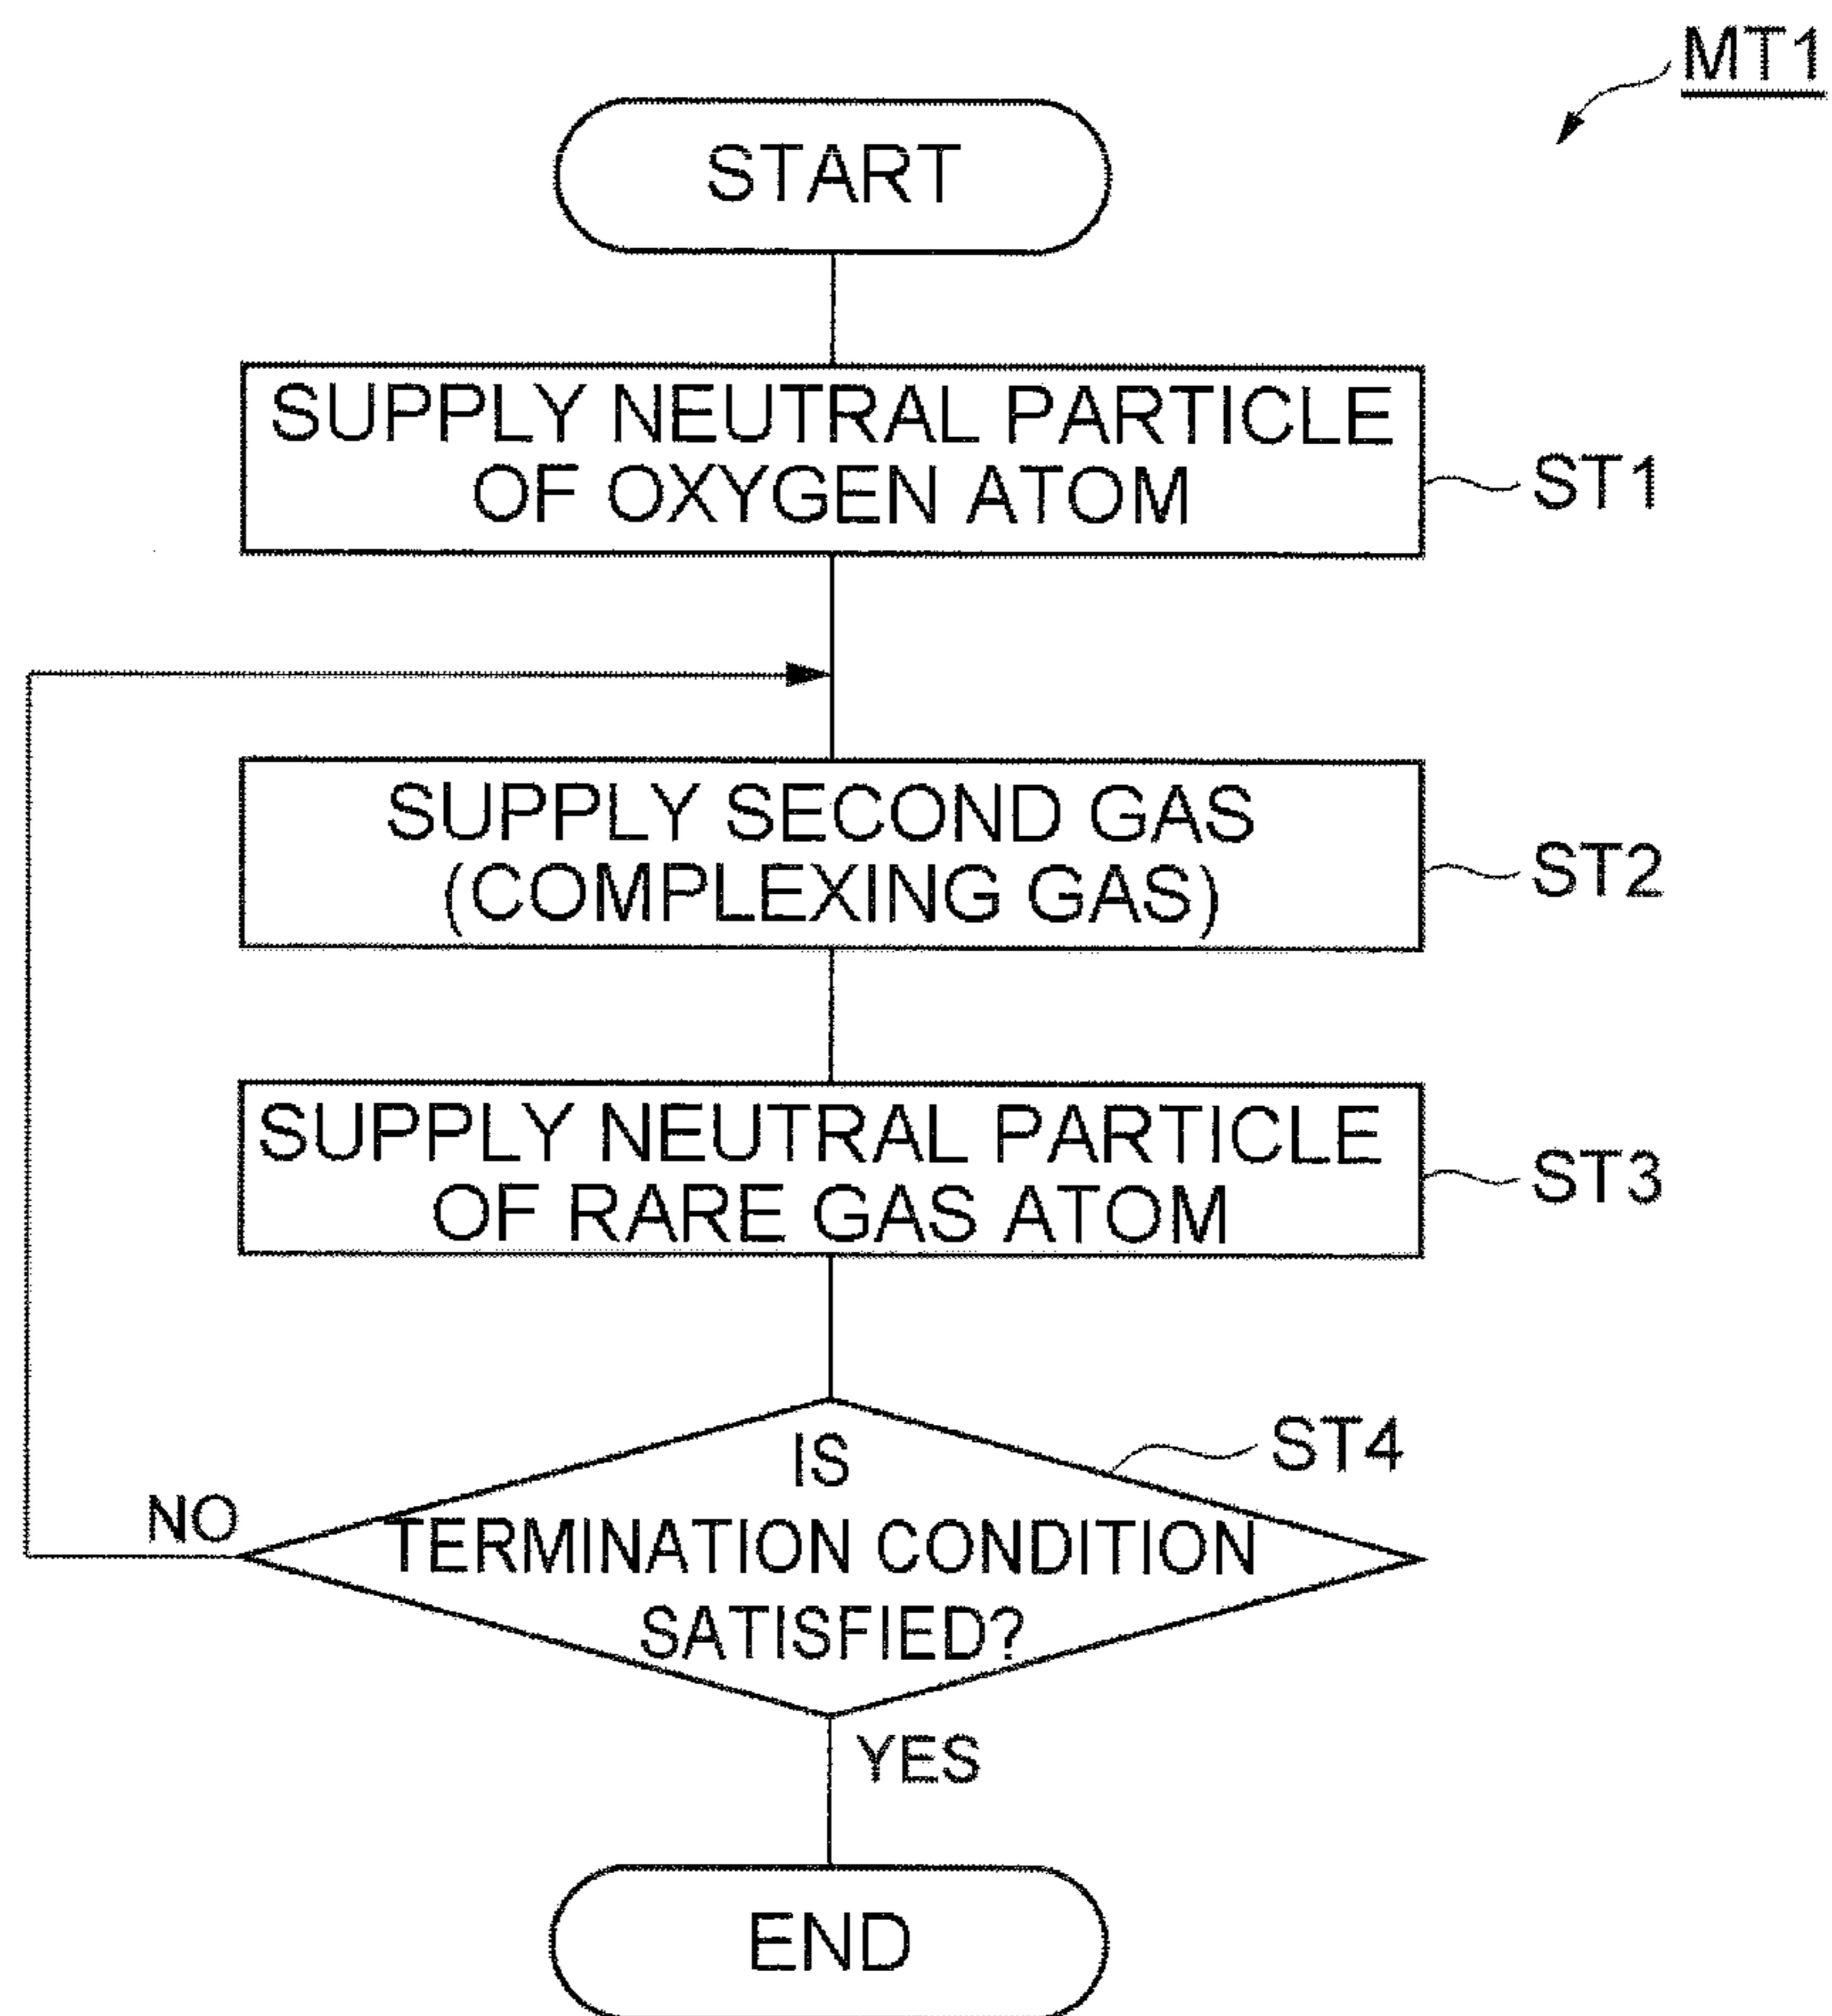 MT1
START
SUPPLY NEUTRAL PARTICLE
OF OXYGEN ATOM
ST1
SUPPLY SECOND GAS
(COMPLEXING GAS)
ST2
SUPPLY NEUTRAL PARTICLE
OF RARE GAS ATOM
ST3
IS
TERMINATION CONDITION
SATISFIED?
ST4
NO
YES
END